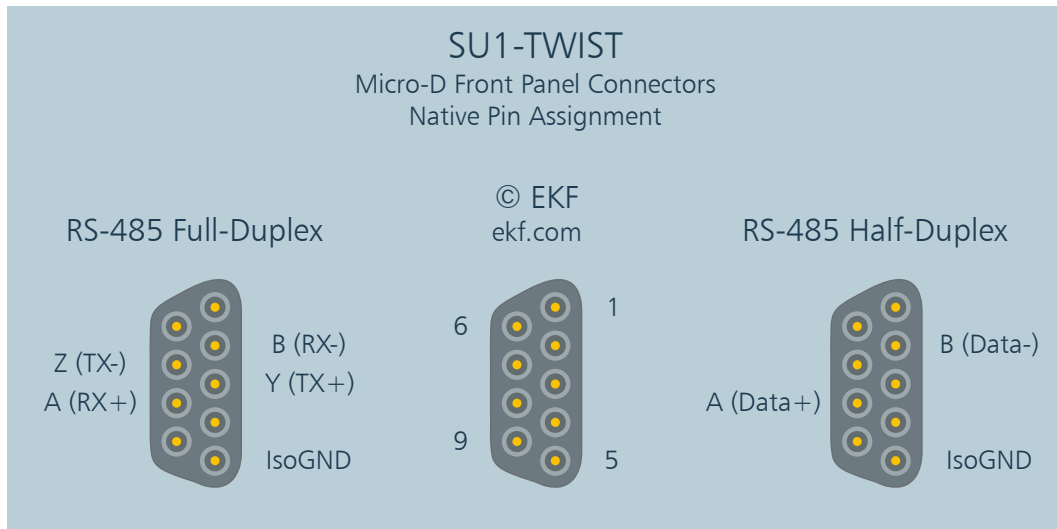 SU1-TWIST
Micro-D Front Panel Connectors
Native Pin Assignment
© EKF
ekf.com
RS-485 Full-Duplex
Z (TX-)
A (RX+)
B (RX-)
Y (TX+)
IsoGND
6
9
1
5
RS-485 Half-Duplex
A (Data+)
B (Data-)
IsoGND